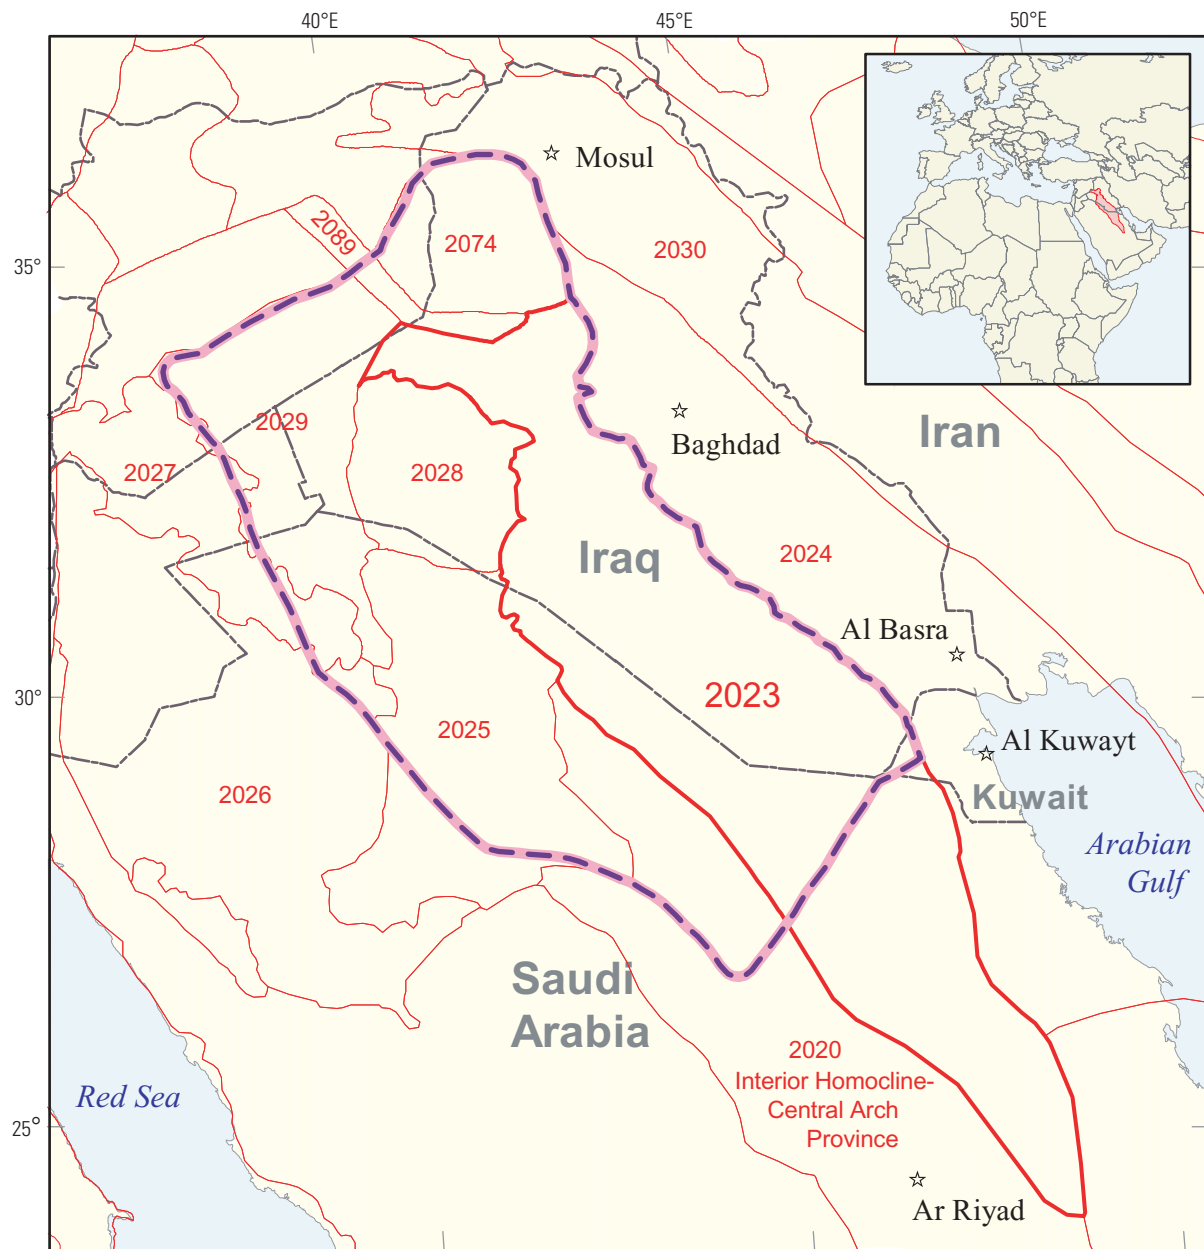 40°E
45°E
50°E
Mosul
2089
2074
2030
35°
Iran
2029
Baghdad
2027
2028
Iraq
2024
Al Basra
30°
2023
2025
Al Kuwayt
2026
Kuwait
Arabian
Gulf
Saudi
Arabia
2020
Interior Homocline-
Central Arch
Province
Red Sea
25°
Ar Riyad